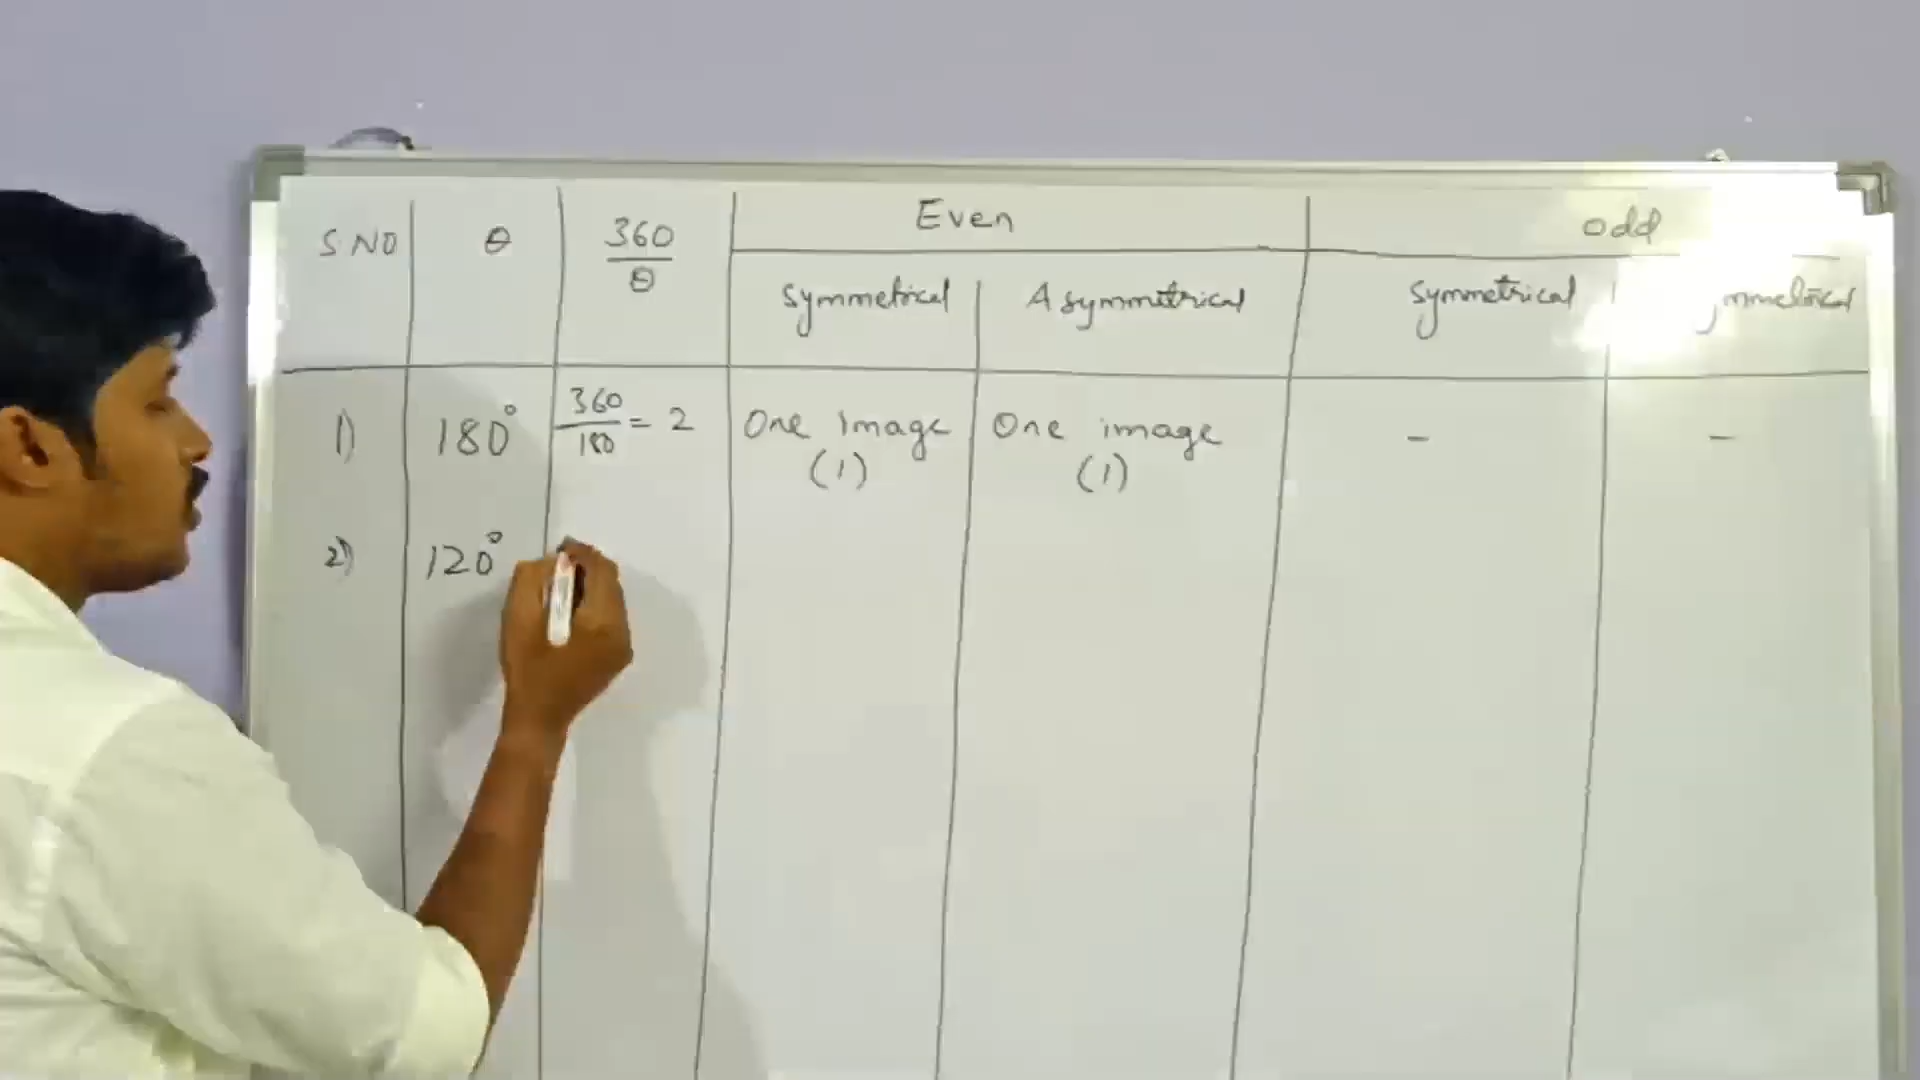 S.NO θ 360/θ Even Odd
Symmetrical Asymmetrical Symmetrical
1) 180° 360/180 = 2 One image One image - -
(1) (1)
2) 120°